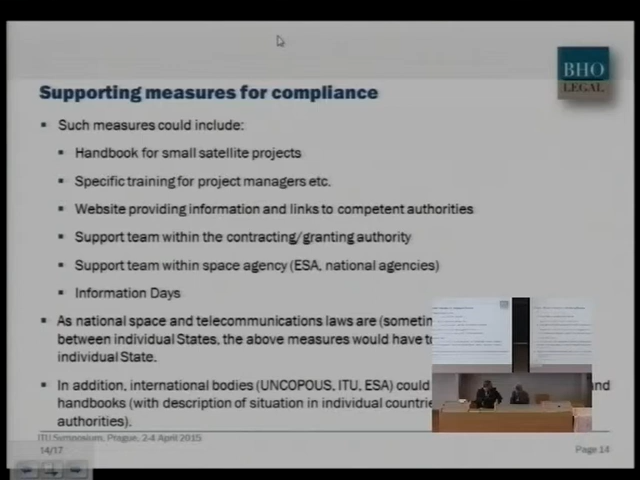 BHO
LEGAL
Supporting measures for compliance
Such measures could include:
Handbook for small satellite projects
Specific training for project managers etc.
Website providing information and links to competent authorities
Support team within the contracting/granting authority
Support team within space agency (ESA, national agencies)
Information Days
As national space and telecommunications laws are
between individual States, the above measures would have to
individual State.
In addition, international bodies (UNCOPOUS, ITU, ESA) could and
handbooks (with description of situation in individual
authorities).
ITU Symposium, Prague, 2-4 April 2015
14/17
Page 14